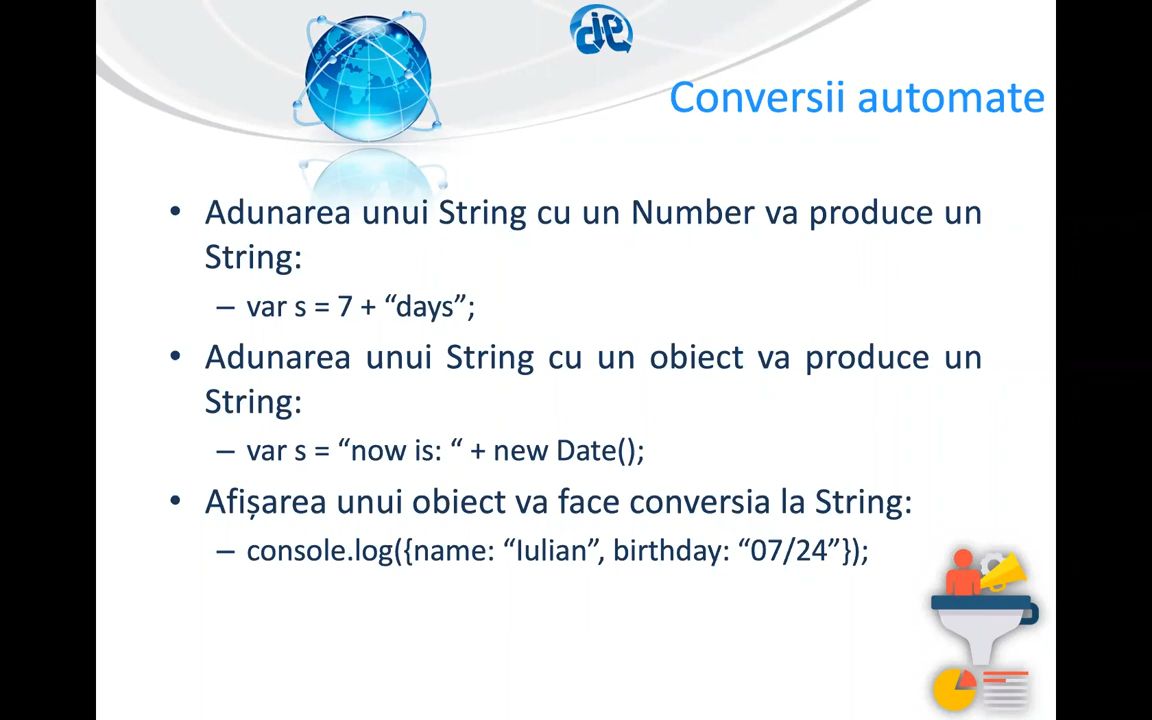 Conversii automate
• Adunarea unui String cu un Number va produce un
String:
– var s = 7 + “days”;
• Adunarea unui String cu un obiect va produce un
String:
– var s = “now is: “ + new Date();
• Afișarea unui obiect va face conversia la String:
– console.log({name: “Iulian”, birthday: “07/24”});